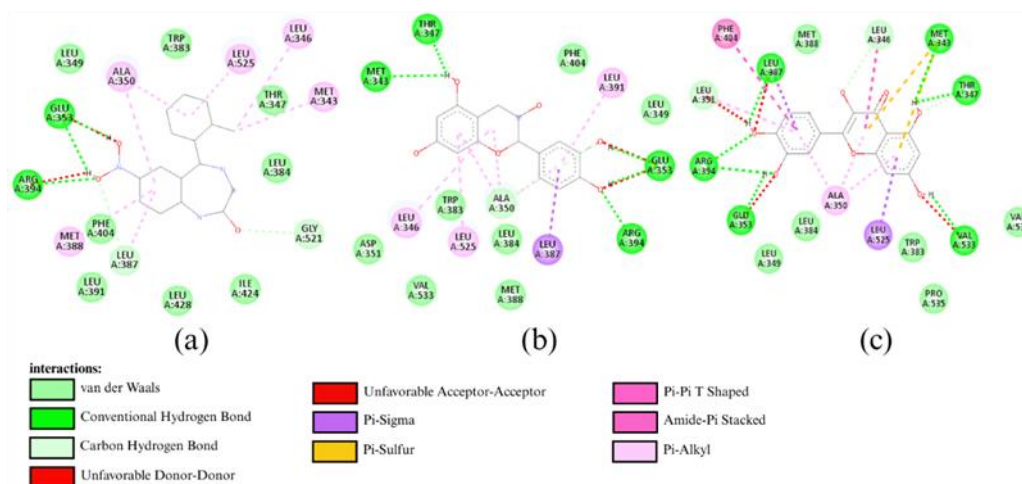 LEU A:349
TRP A:383
LEU A:346
LEU A:525
ALA A:350
THR A:347
MET A:343
GLU A:353
LEU A:384
ARG A:394
PHE A:404
MET A:388
LEU A:387
GLY A:521
LEU A:391
LEU A:428
ILE A:424
H
H
(a)
THR A:347
MET A:343
PHE A:404
LEU A:391
LEU A:349
GLU A:353
LEU A:346
TRP A:383
ALA A:350
LEU A:525
LEU A:384
ARG A:394
LEU A:387
ASP A:351
VAL A:533
MET A:388
H
H
H
(b)
PHE A:404
MET A:388
LEU A:346
MET A:343
LEU A:387
LEU A:391
THR A:347
ARG A:394
ALA A:350
GLU A:353
LEU A:384
LEU A:525
TRP A:383
VAL A:533
LEU A:349
PRO A:535
H
H
H
H
(c)
interactions:
van der Waals
Conventional Hydrogen Bond
Carbon Hydrogen Bond
Unfavorable Donor-Donor
Unfavorable Acceptor-Acceptor
Pi-Sigma
Pi-Sulfur
Pi-Pi T Shaped
Amide-Pi Stacked
Pi-Alkyl